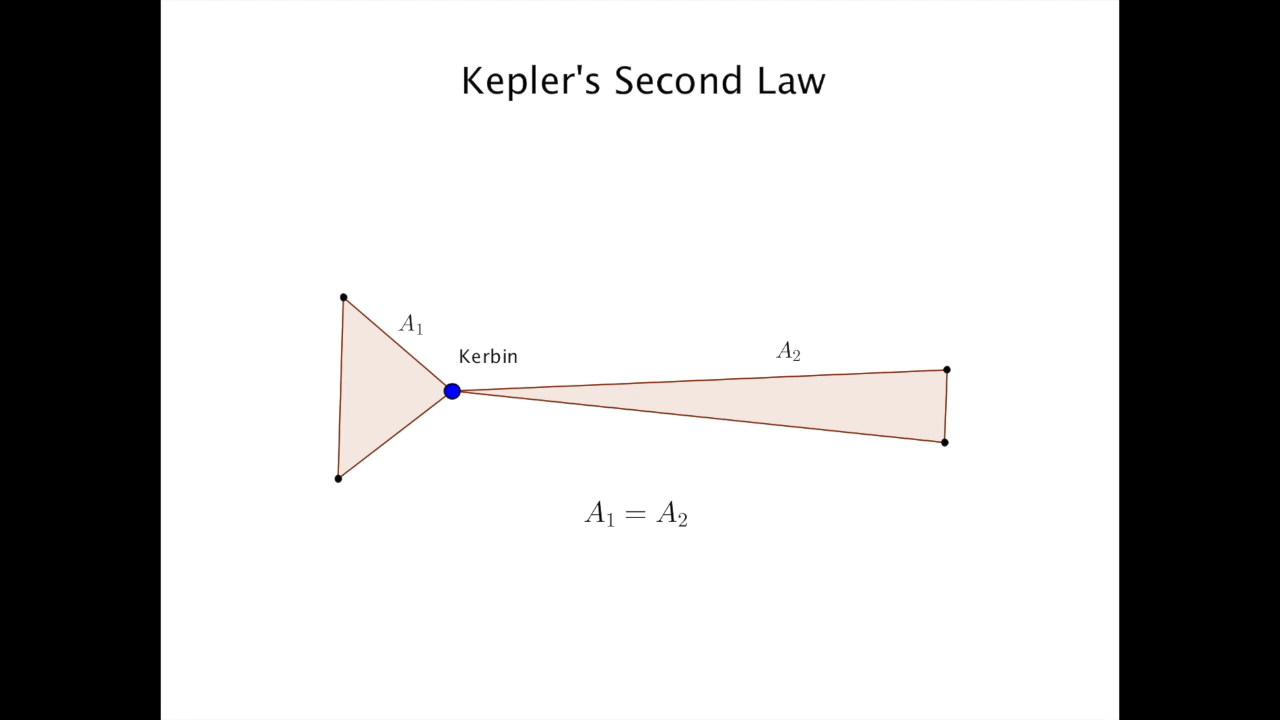 Kepler's Second Law
A₁
Kerbin
A₂
A₁ = A₂